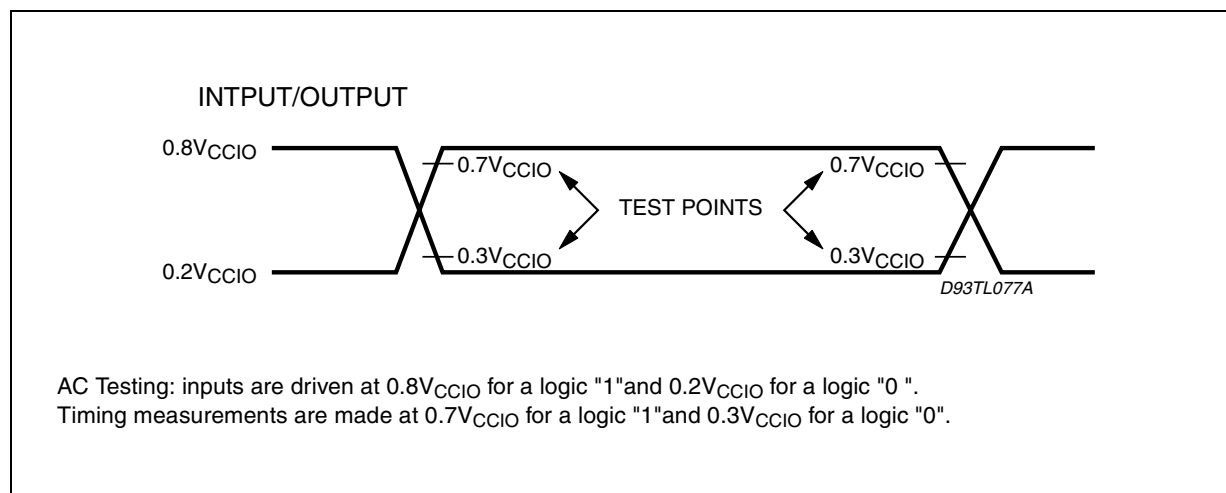 INTPUT/OUTPUT
0.8VCCIO
0.7VCCIO 0.7VCCIO
TEST POINTS
0.3VCCIO 0.3VCCIO
0.2VCCIO
D93TL077A
AC Testing: inputs are driven at 0.8VCCIO for a logic "1"and 0.2VCCIO for a logic "0 ".
Timing measurements are made at 0.7VCCIO for a logic "1"and 0.3VCCIO for a logic "0".